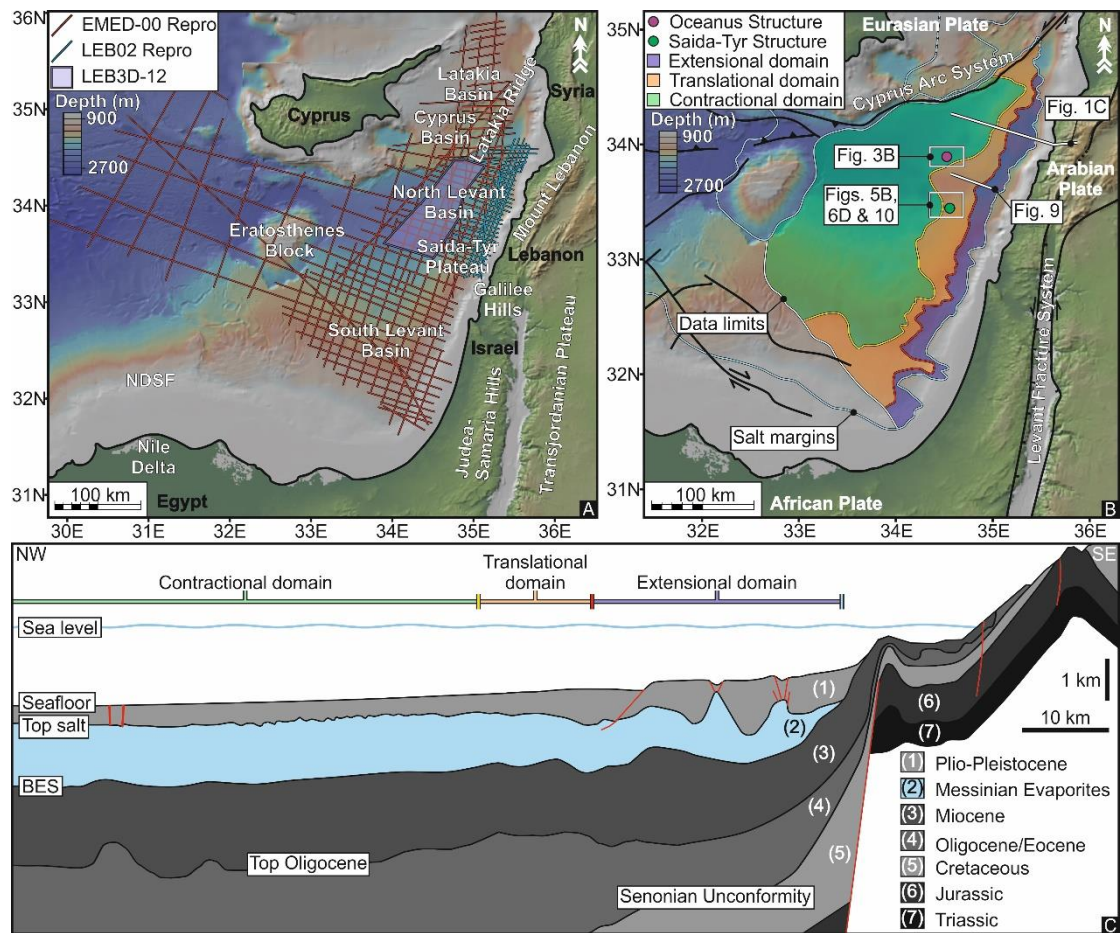 EMED-00 Repro
LEB02 Repro
LEB3D-12
Depth (m)
900
2700
N
Latakia
Basin
Latakia Ridge
Syria
Cyprus
Cyprus
Basin
North Levant
Basin
Mount Lebanon
Eratosthenes
Block
Saida-Tyr
Plateau
Lebanon
Galilee
Hills
South Levant
Basin
Israel
NDSF
Judea-
Samaria Hills
Transjordanian Plateau
Nile
Delta
100 km
Egypt
A
36N
35N
34N
33N
32N
31N
30E 31E 32E 33E 34E 35E 36E
Oceanus Structure
Saida-Tyr Structure
Extensional domain
Translational domain
Contractional domain
Eurasian Plate
N
Cyprus Arc System
Depth (m)
900
2700
Fig. 1C
Fig. 3B
Arabian
Plate
Figs. 5B,
6D & 10
Fig. 9
Data limits
Levant Fracture System
Salt margins
100 km
African Plate
B
35N
34N
33N
32N
31N
32E 33E 34E 35E 36E
NW
SE
Contractional domain
Translational
domain
Extensional domain
Sea level
Seafloor
Top salt
BES
Top Oligocene
Senonian Unconformity
(1)
(2)
(3)
(4)
(5)
(6)
(7)
1 km
10 km
(1) Plio-Pleistocene
(2) Messinian Evaporites
(3) Miocene
(4) Oligocene/Eocene
(5) Cretaceous
(6) Jurassic
(7) Triassic
C